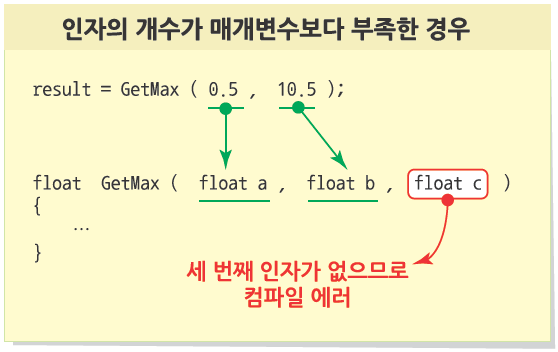 인자의 개수가 매개변수보다 부족한 경우
result = GetMax ( 0.5 , 10.5 );
float GetMax ( float a , float b , float c )
{
...
}
세 번째 인자가 없으므로
컴파일 에러